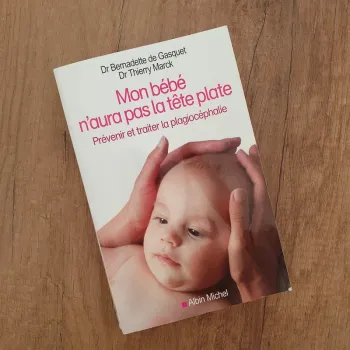 Dr Bernadette de Gasquet
Dr Thierry Marck
Mon bébé
n'aura pas la tête plate
Prévenir et traiter la plagiocéphalie
Albin Michel